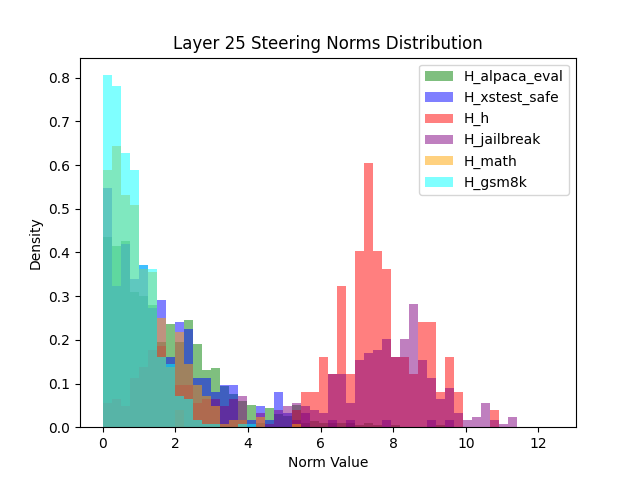 Layer 25 Steering Norms Distribution
H_alpaca_eval
H_xstest_safe
H_h
H_jailbreak
H_math
H_gsm8k
0.8
0.7
0.6
0.5
0.4
0.3
0.2
0.1
0.0
Density
0 2 4 6 8 10 12
Norm Value